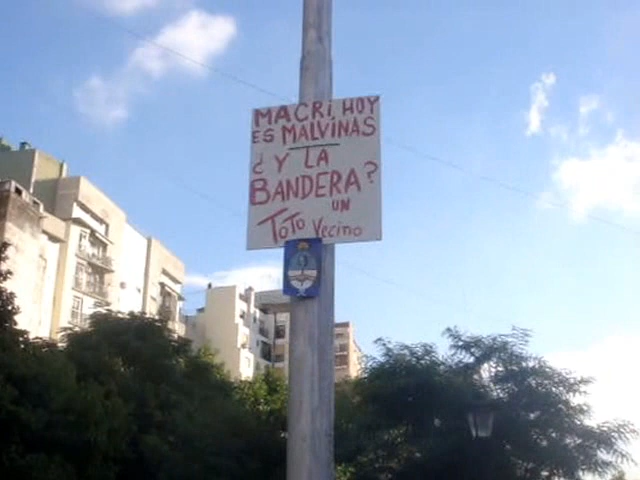 MACRI, HOY
ES MALVINAS
¿Y LA
BANDERA?
UN
TOTO Vecino